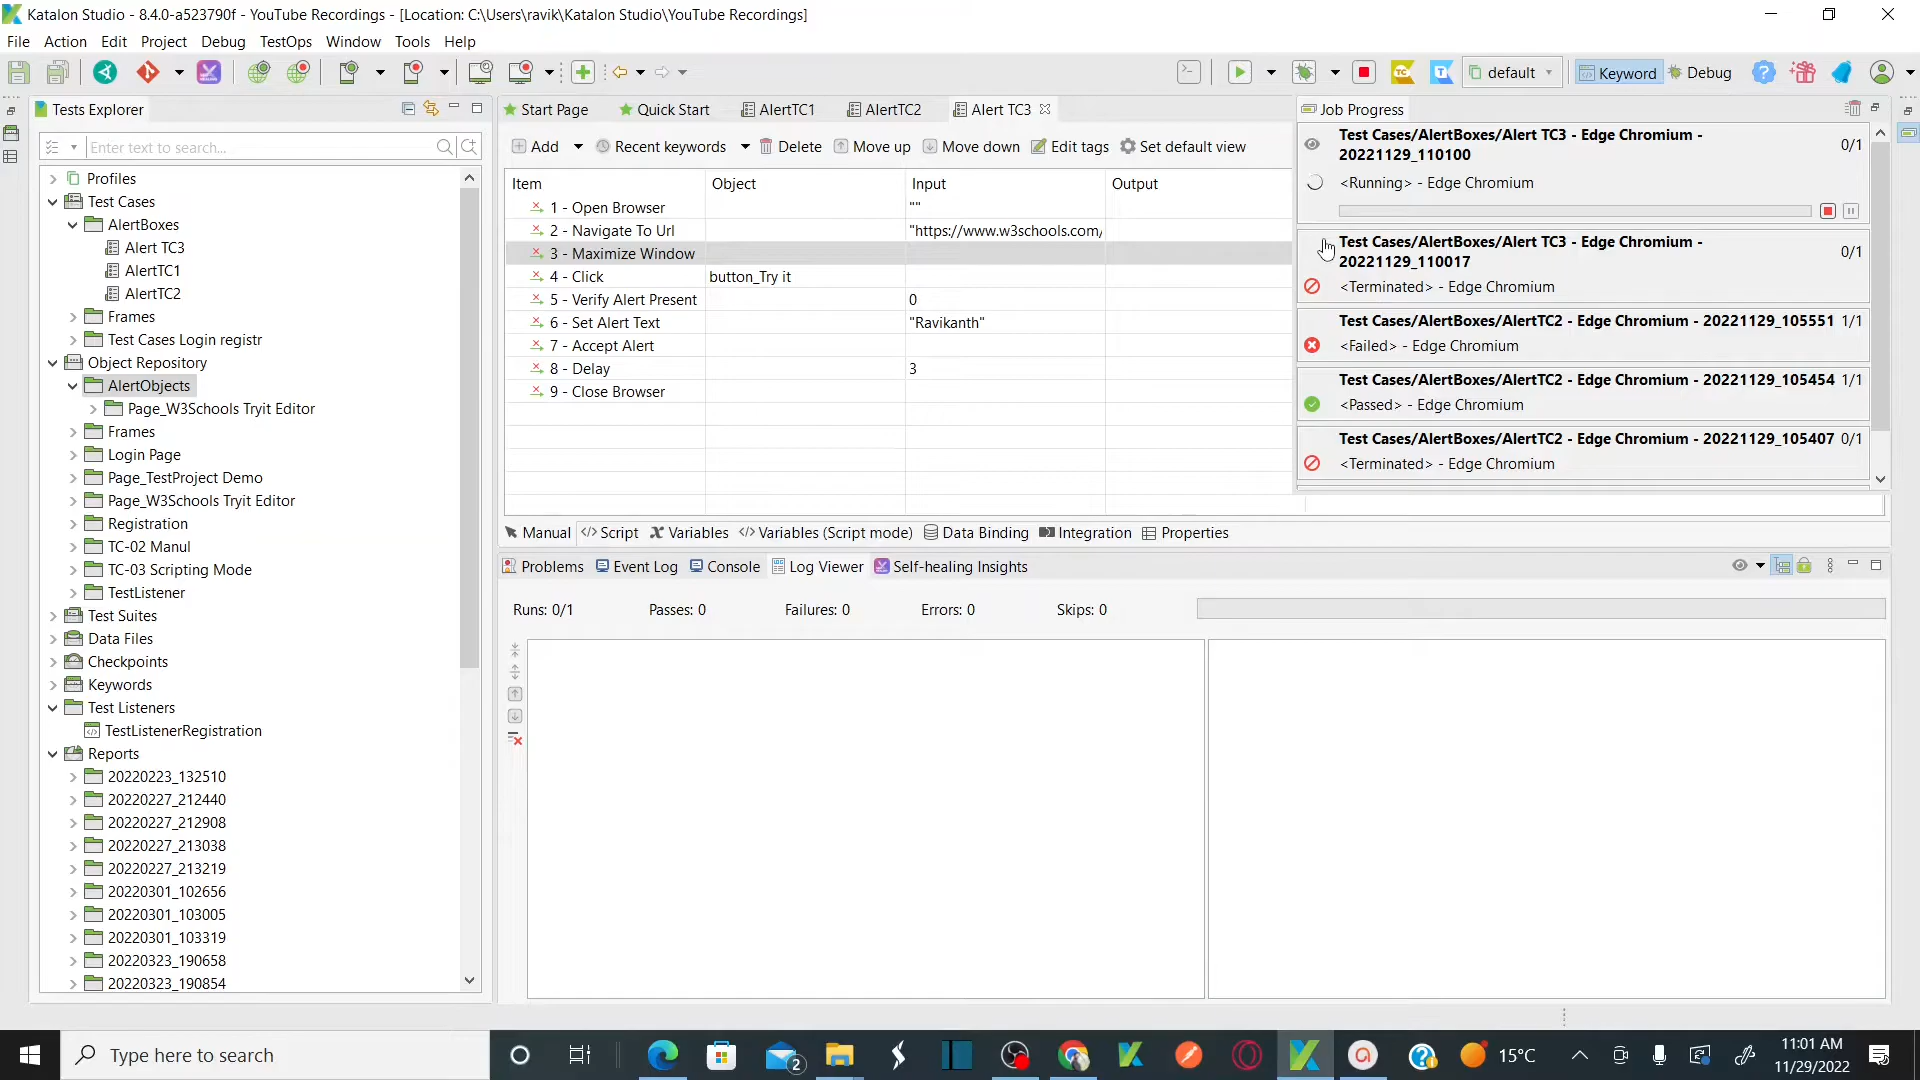 Katalon Studio - 8.4.0-a523790f - YouTube Recordings - [Location: C:\Users\ravik\Katalon Studio\YouTube Recordings]
File Action Edit Project Debug TestOps Window Tools Help
default Keyword Debug
Tests Explorer
Enter text to search...
Profiles
Test Cases
AlertBoxes
Alert TC3
AlertTC1
AlertTC2
Frames
Test Cases Login registr
Object Repository
AlertObjects
Page_W3Schools Tryit Editor
Frames
Login Page
Page_TestProject Demo
Page_W3Schools Tryit Editor
Registration
TC-02 Manul
TC-03 Scripting Mode
TestListener
Test Suites
Data Files
Checkpoints
Keywords
Test Listeners
TestListenerRegistration
Reports
20220223_132510
20220227_212440
20220227_212908
20220227_213038
20220227_213219
20220301_102656
20220301_103005
20220301_103319
20220323_190658
20220323_190854
Start Page Quick Start AlertTC1 AlertTC2 Alert TC3
Add Recent keywords Delete Move up Move down Edit tags Set default view
Item Object Input Output
1 - Open Browser ""
2 - Navigate To Url "https://www.w3schools.com/
3 - Maximize Window
4 - Click button_Try it
5 - Verify Alert Present 0
6 - Set Alert Text "Ravikanth"
7 - Accept Alert
8 - Delay 3
9 - Close Browser
Manual Script Variables Variables (Script mode) Data Binding Integration Properties
Job Progress
Test Cases/AlertBoxes/Alert TC3 - Edge Chromium -
20221129_110100 0/1
<Running> - Edge Chromium
Test Cases/AlertBoxes/Alert TC3 - Edge Chromium -
20221129_110017 0/1
<Terminated> - Edge Chromium
Test Cases/AlertBoxes/AlertTC2 - Edge Chromium - 20221129_105551 1/1
<Failed> - Edge Chromium
Test Cases/AlertBoxes/AlertTC2 - Edge Chromium - 20221129_105454 1/1
<Passed> - Edge Chromium
Test Cases/AlertBoxes/AlertTC2 - Edge Chromium - 20221129_105407 0/1
<Terminated> - Edge Chromium
Problems Event Log Console Log Viewer Self-healing Insights
Runs: 0/1 Passes: 0 Failures: 0 Errors: 0 Skips: 0
Type here to search
2
15°C
11:01 AM
11/29/2022